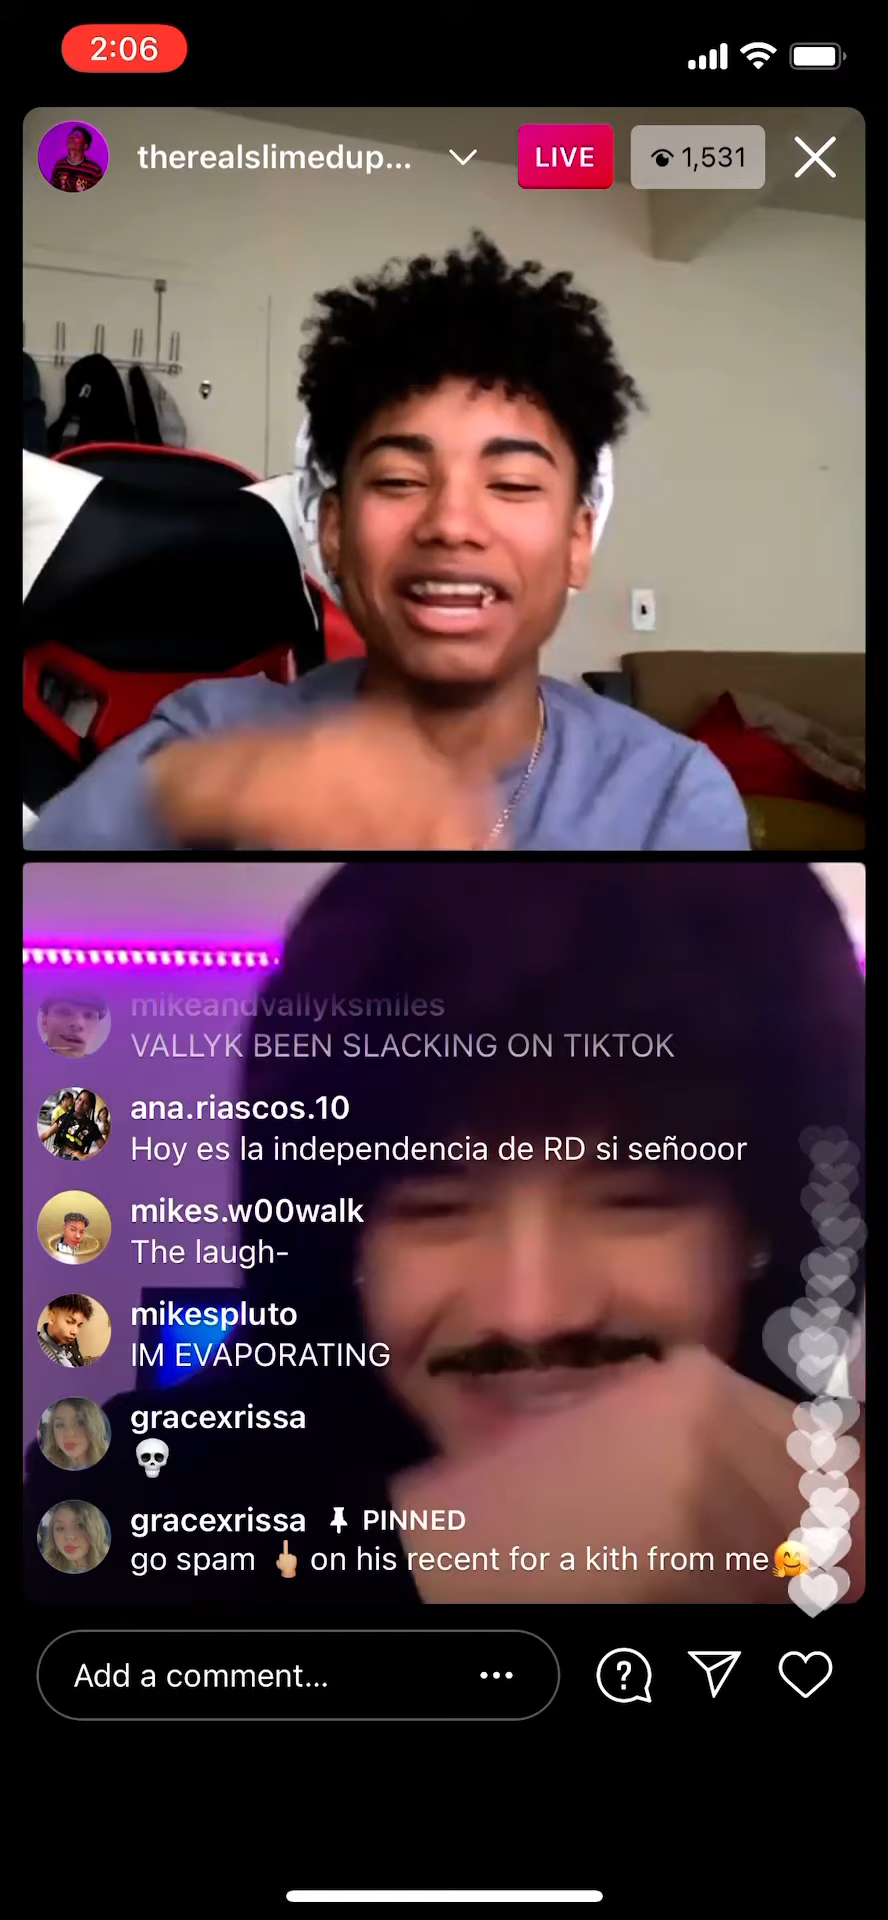 2:06
therealslimedup...
LIVE
1,531
mikeandvallyksmiles
VALLYK BEEN SLACKING ON TIKTOK
ana.riascos.10
Hoy es la independencia de RD si señooor
mikes.w00walk
The laugh-
mikespluto
IM EVAPORATING
gracexrissa
💀
gracexrissa PINNED
go spam 🖕🏼 on his recent for a kith from me🤗
Add a comment...